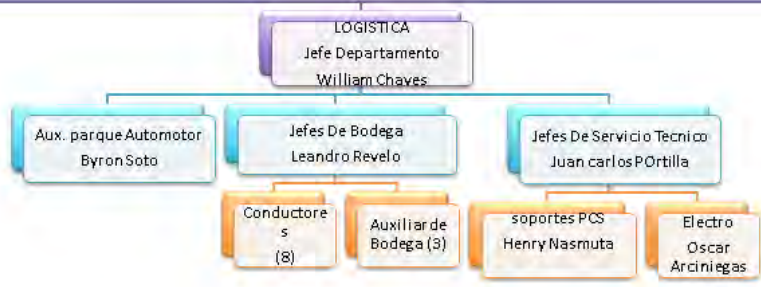 LOGISTICA
Jefe Departamento
William Chaves
Aux. parque Automotor
Byron Soto
Jefes De Bodega
Leandro Revelo
Jefes De Servicio Tecnico
Juan carlos POrtilla
Conductore
s
(8)
Auxiliar de
Bodega (3)
soportes PCS
Henry Nasmuta
Electro
Oscar
Arciniegas